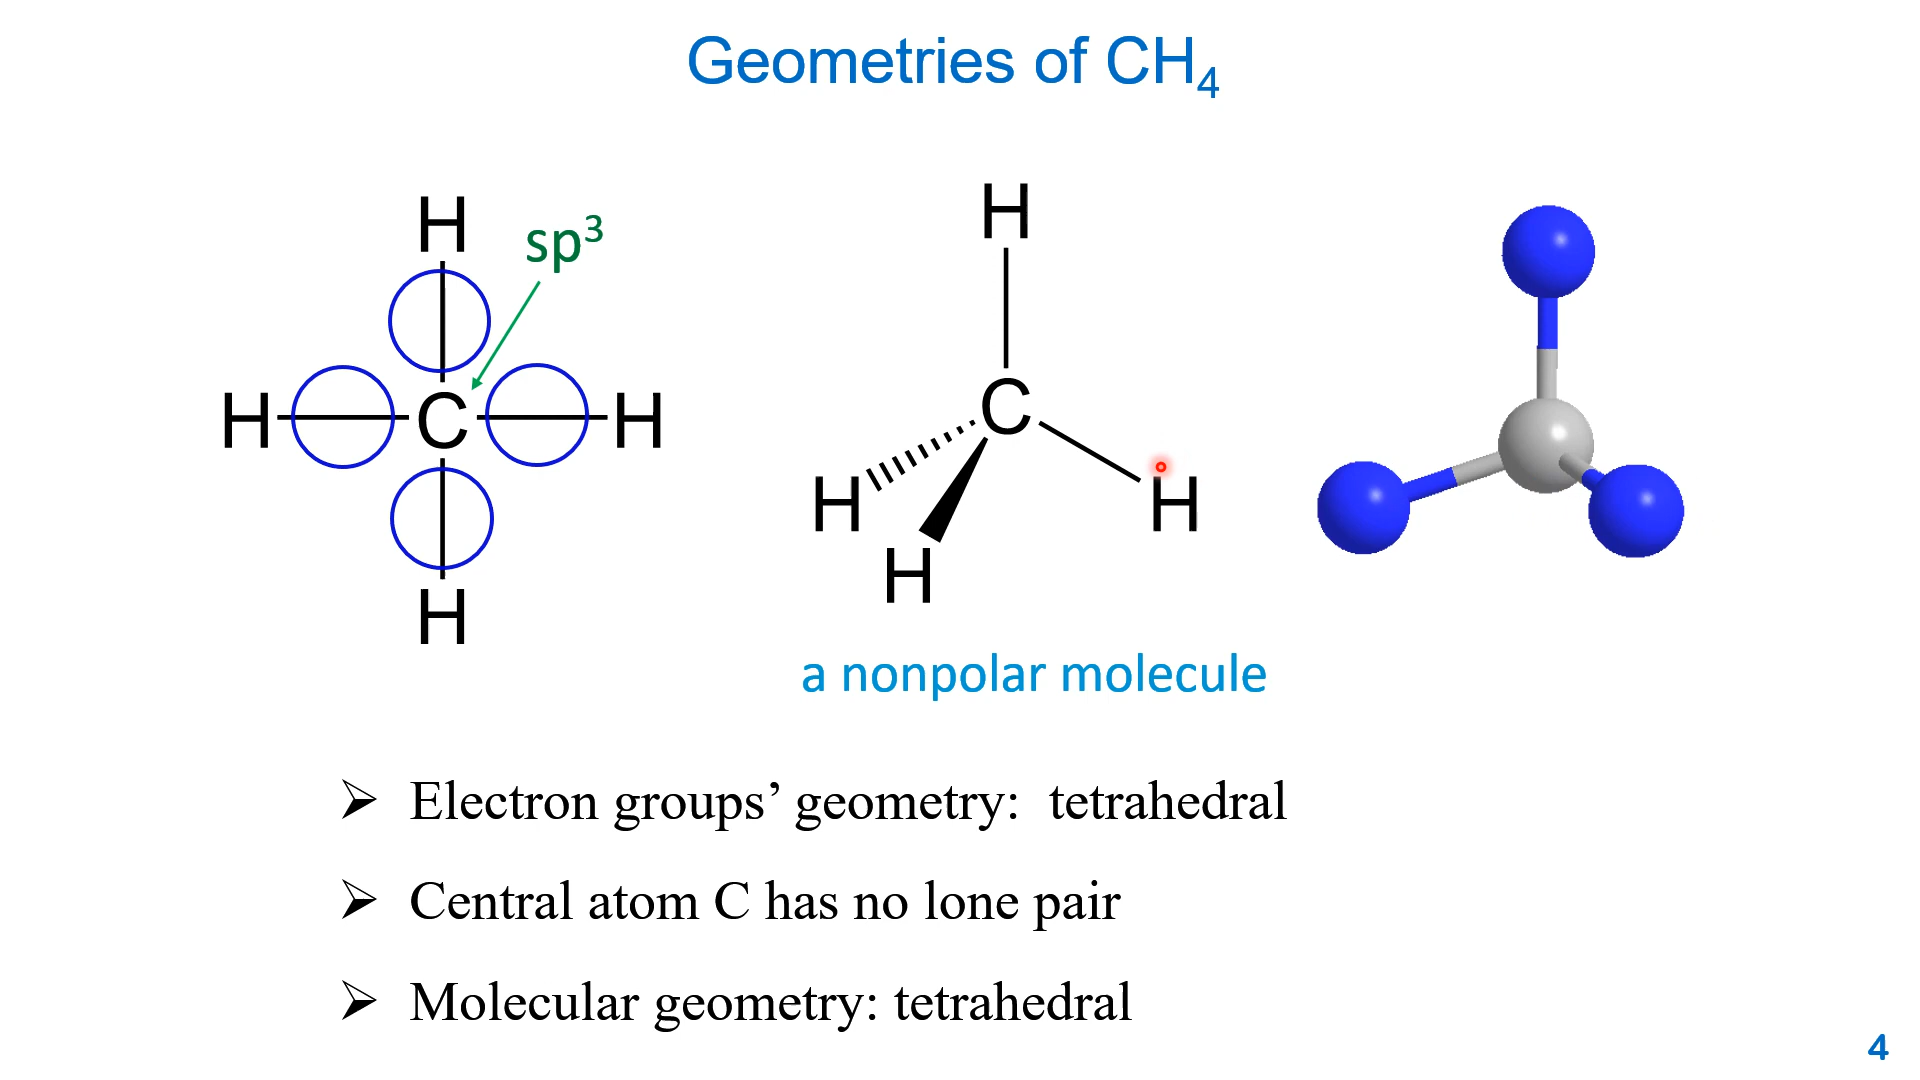 Geometries of CH₄
H
sp³
H C H
H
H
C
H H
H
a nonpolar molecule
➢ Electron groups’ geometry: tetrahedral
➢ Central atom C has no lone pair
➢ Molecular geometry: tetrahedral
4